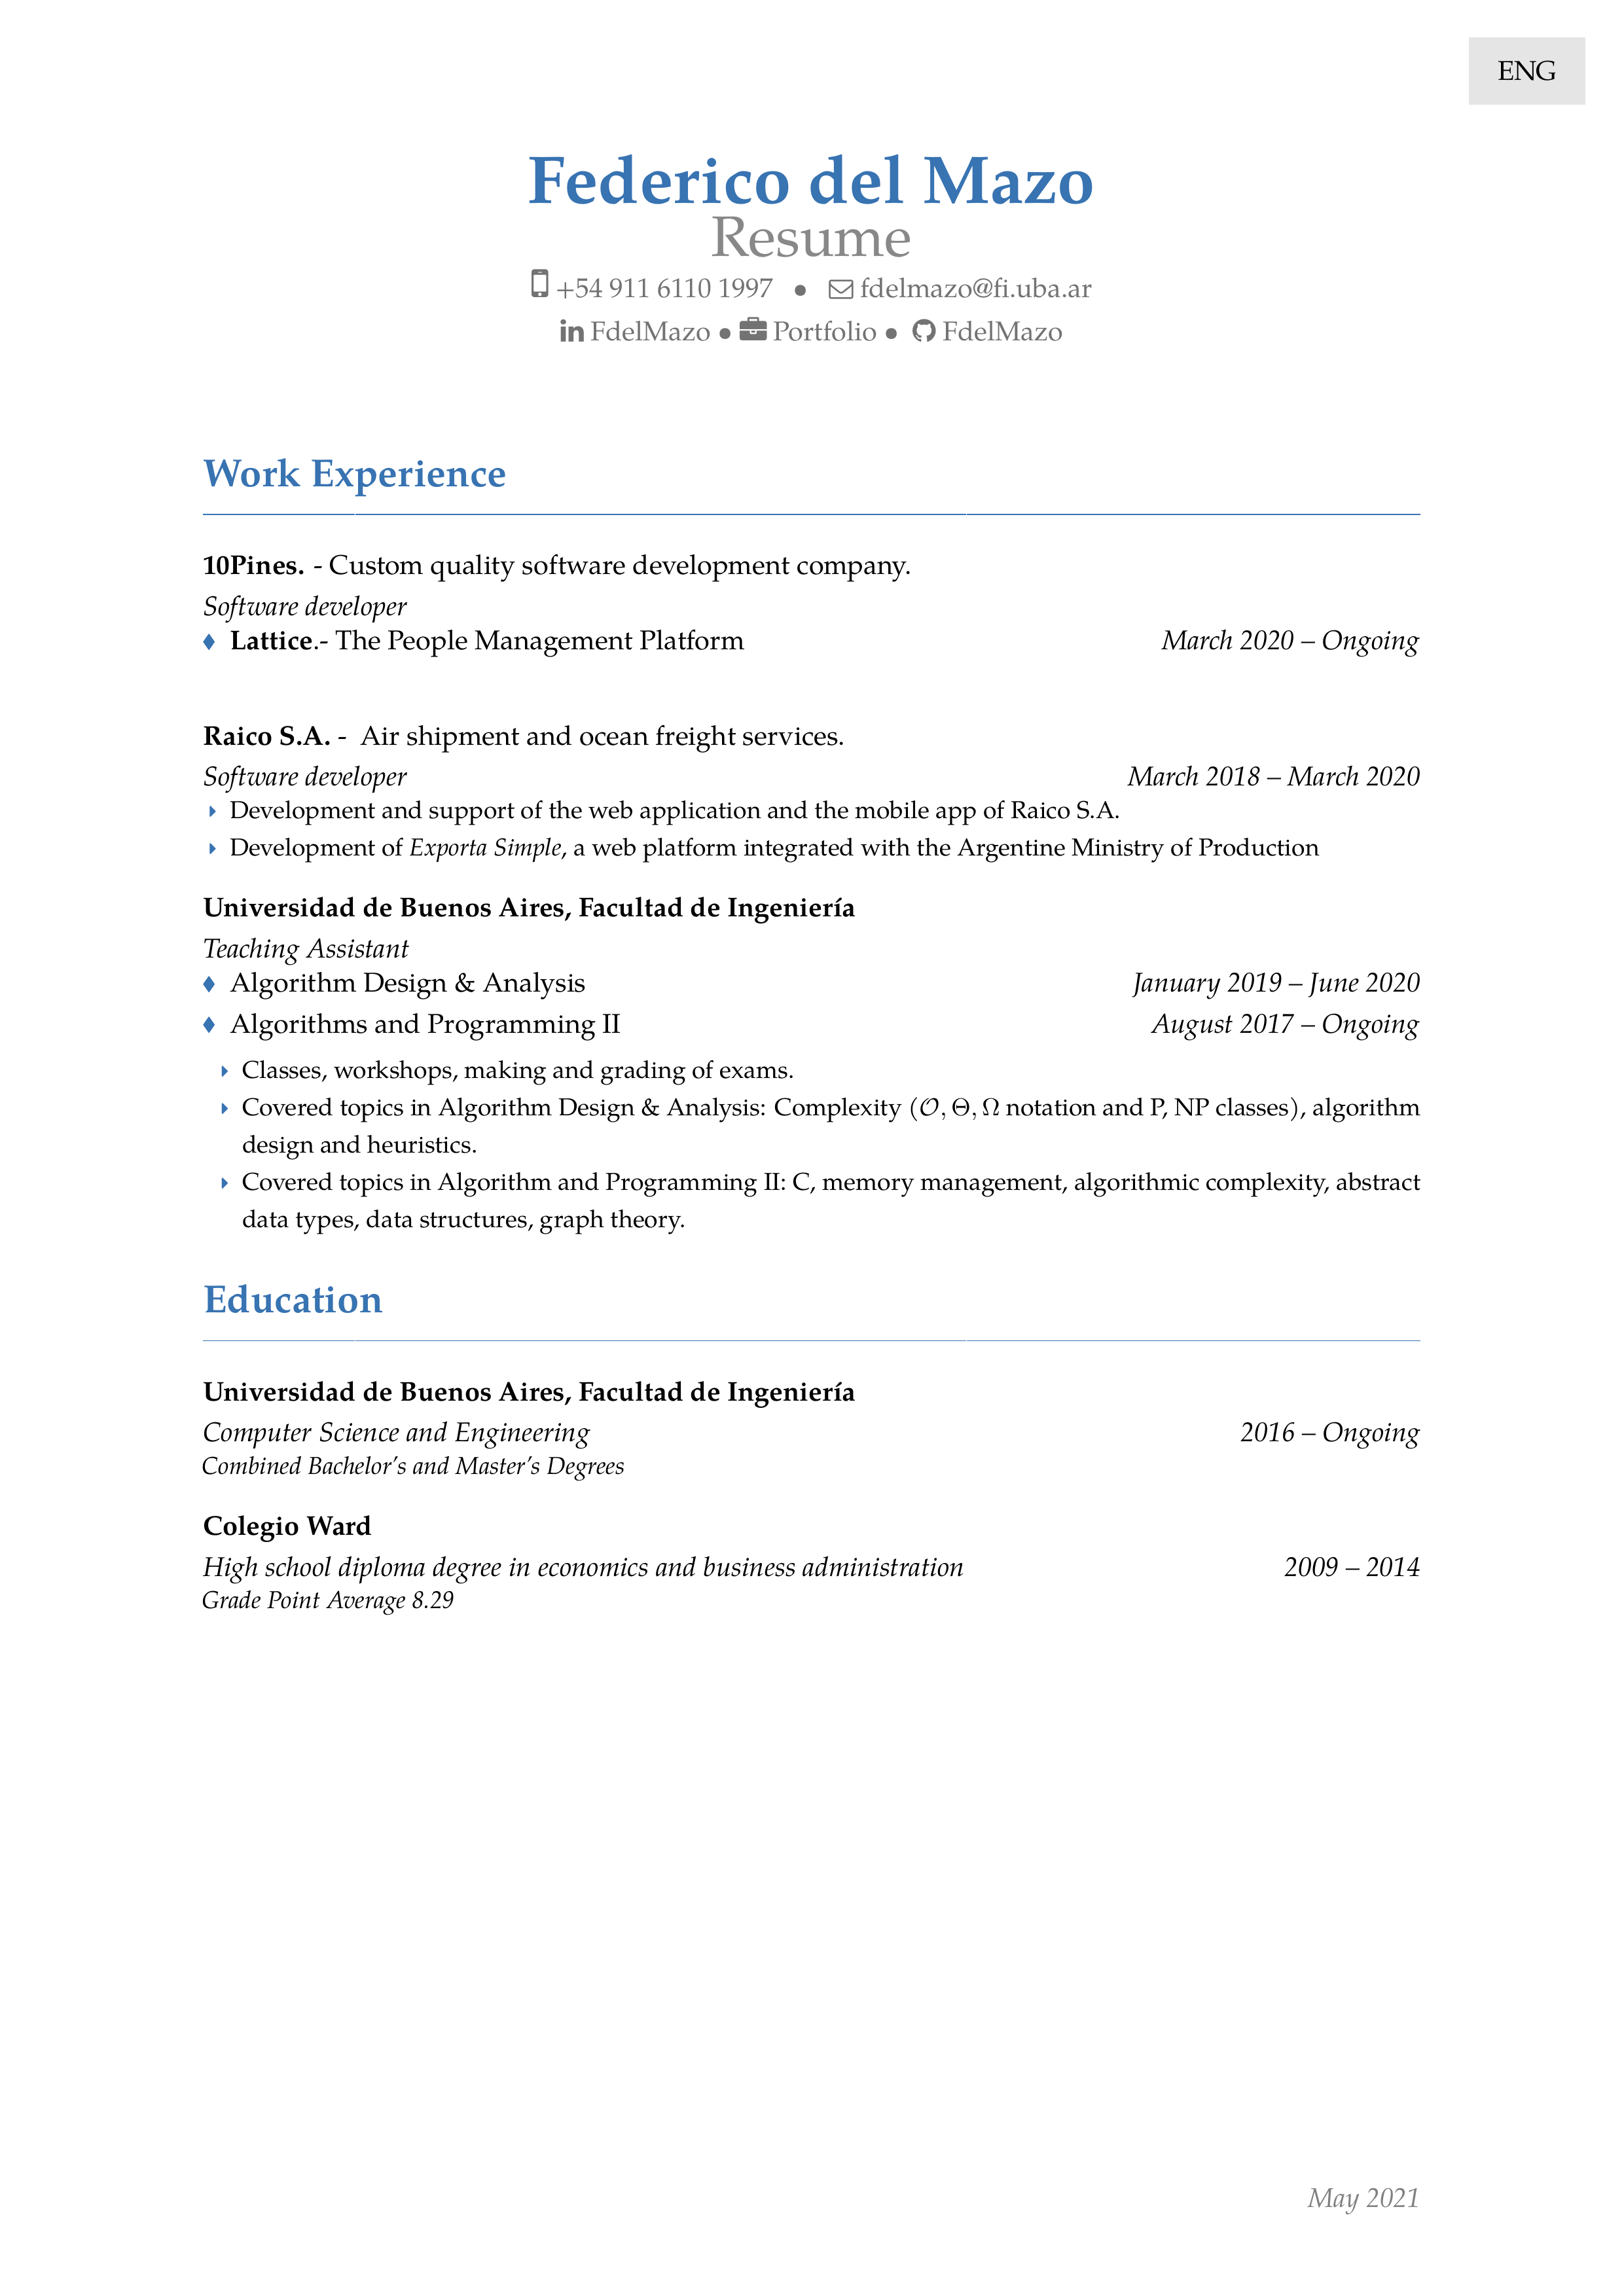 ENG
Federico del Mazo
Resume
+54 911 6110 1997 • fdelmazo@fi.uba.ar
FdelMazo • Portfolio • FdelMazo
Work Experience
10Pines. - Custom quality software development company.
Software developer
♦ Lattice.- The People Management Platform March 2020 – Ongoing
Raico S.A. - Air shipment and ocean freight services.
Software developer March 2018 – March 2020
Development and support of the web application and the mobile app of Raico S.A.
Development of Exporta Simple, a web platform integrated with the Argentine Ministry of Production
Universidad de Buenos Aires, Facultad de Ingeniería
Teaching Assistant
♦ Algorithm Design & Analysis January 2019 – June 2020
♦ Algorithms and Programming II August 2017 – Ongoing
Classes, workshops, making and grading of exams.
Covered topics in Algorithm Design & Analysis: Complexity (𝒪, Θ, Ω notation and P, NP classes), algorithm
design and heuristics.
Covered topics in Algorithm and Programming II: C, memory management, algorithmic complexity, abstract
data types, data structures, graph theory.
Education
Universidad de Buenos Aires, Facultad de Ingeniería
Computer Science and Engineering 2016 – Ongoing
Combined Bachelor's and Master's Degrees
Colegio Ward
High school diploma degree in economics and business administration 2009 – 2014
Grade Point Average 8.29
May 2021